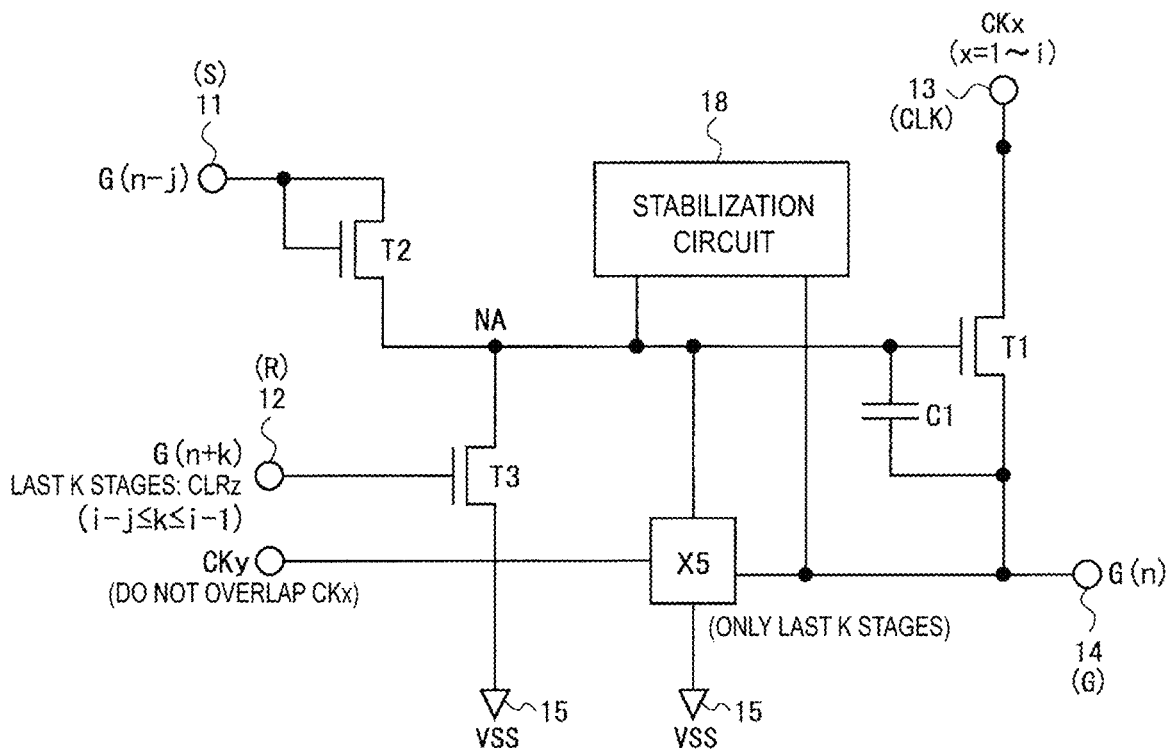 CKx
(x=1～i)
(S)
11
13
(CLK)
18
G(n-j)
STABILIZATION
CIRCUIT
T2
NA
T1
(R)
12
C1
G(n+k)
LAST K STAGES: CLRz
(i-j≤k≤i-1)
T3
CKy
(DO NOT OVERLAP CKx)
X5
G(n)
(ONLY LAST K STAGES)
14
(G)
15
VSS
15
VSS